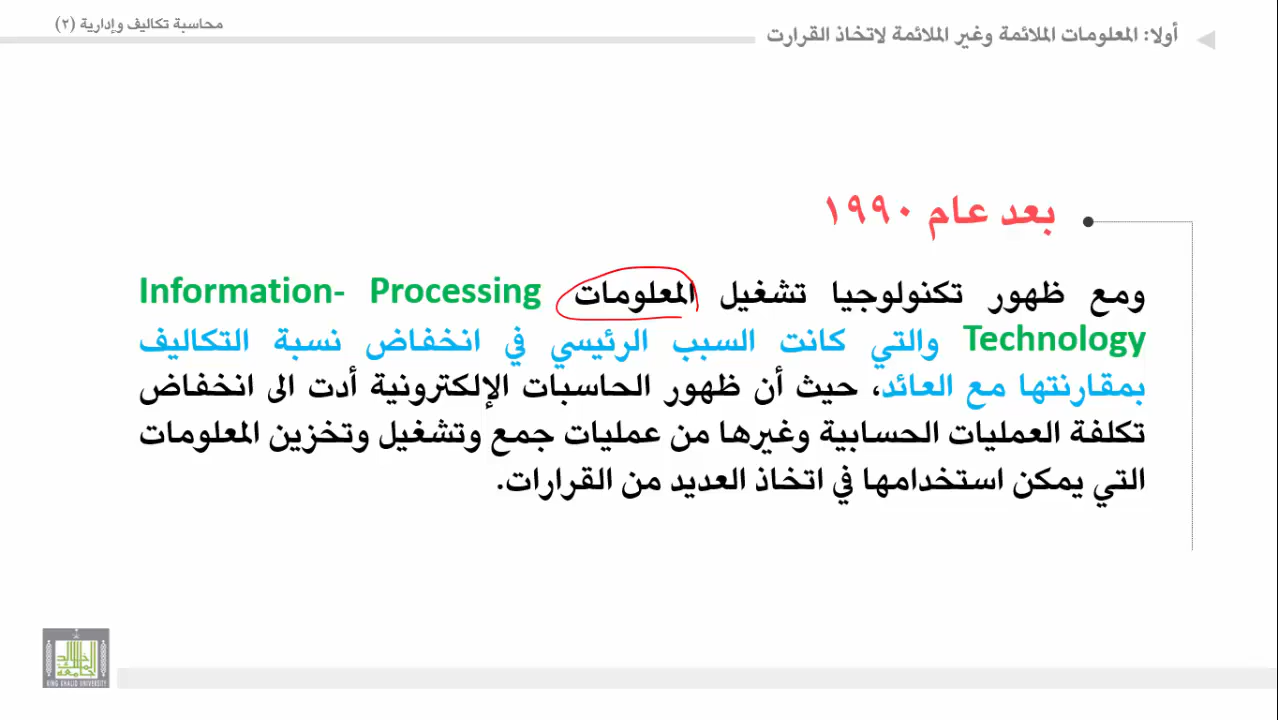 محاسبة تكاليف وإدارية (٢)
أولا: المعلومات الملائمة وغير الملائمة لاتخاذ القرارت
بعد عام ١٩٩٠
ومع ظهور تكنولوجيا تشغيل المعلومات Information- Processing
Technology والتي كانت السبب الرئيسي في انخفاض نسبة التكاليف
بمقارنتها مع العائد، حيث أن ظهور الحاسبات الإلكترونية أدت الى انخفاض
تكلفة العمليات الحسابية وغيرها من عمليات جمع وتشغيل وتخزين المعلومات
التي يمكن استخدامها في اتخاذ العديد من القرارات.
جامعة الملك خالد
KING KHALID UNIVERSITY